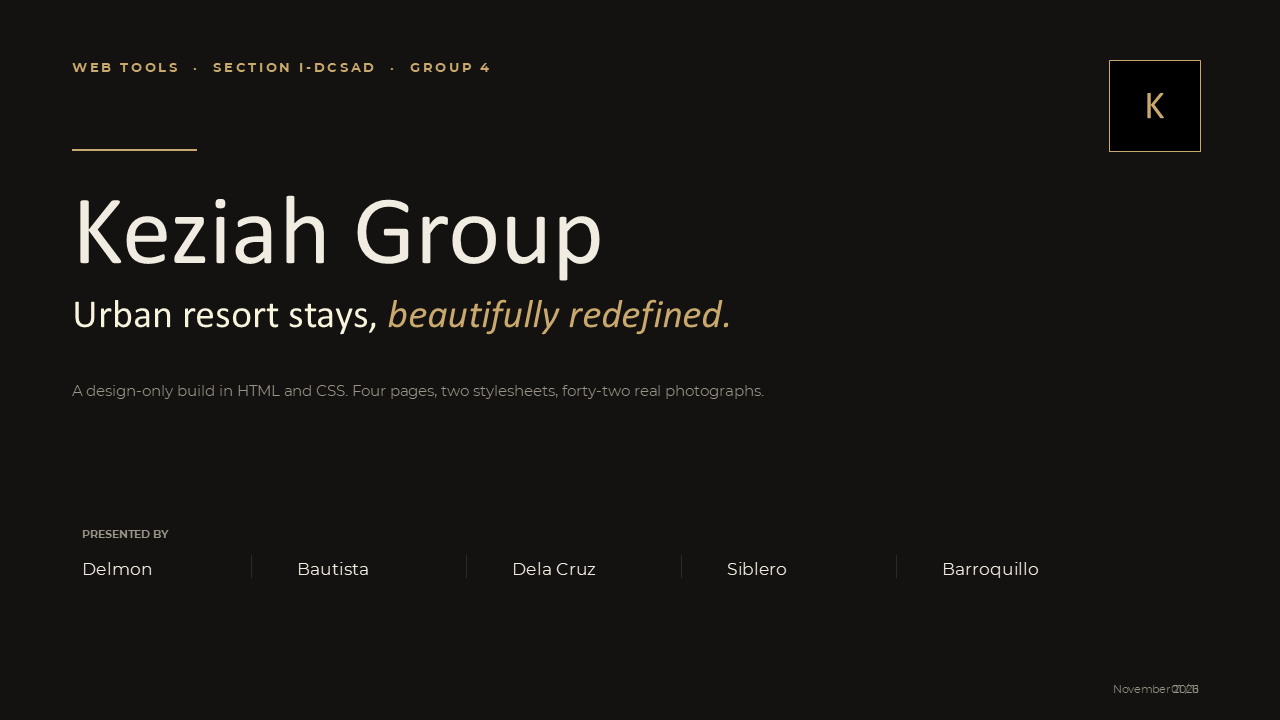 WEB TOOLS · SECTION I-DCSAD · GROUP 4
K
Keziah Group
Urban resort stays, beautifully redefined.
A design-only build in HTML and CSS. Four pages, two stylesheets, forty-two real photographs.
PRESENTED BY
Delmon Bautista Dela Cruz Siblero Barroquillo
November